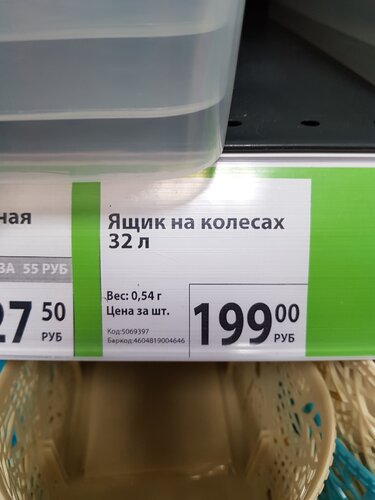 ная
ЗА 55 РУБ
27 50
РУБ
Ящик на колесах
32 л
Вес: 0,54 г
Цена за шт.
Код:5069397
Баркод:4604819004646
199 00
РУБ